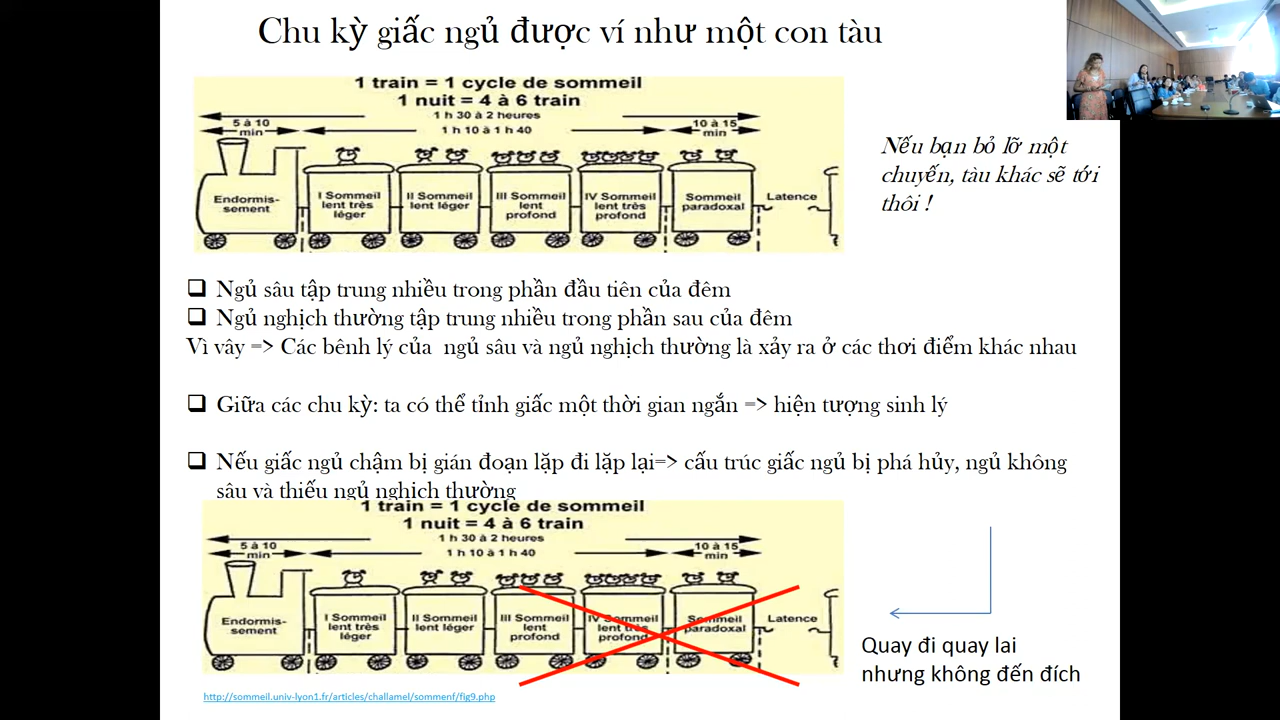 Chu kỳ giấc ngủ được ví như một con tàu
1 train = 1 cycle de sommeil
1 nuit = 4 à 6 train
1 h 30 à 2 heures
5 à 10
min
1 h 10 à 1 h 40
10 à 15
min
Endormis-
sement
I Sommeil
lent très
léger
II Sommeil
lent léger
III Sommeil
lent
profond
IV Sommeil
lent très
profond
Sommeil
paradoxal
Latence
Nếu bạn bỏ lỡ một
chuyến, tàu khác sẽ tới
thôi !
❑ Ngủ sâu tập trung nhiều trong phần đầu tiên của đêm
❑ Ngủ nghịch thường tập trung nhiều trong phần sau của đêm
Vì vây => Các bênh lý của ngủ sâu và ngủ nghịch thường là xảy ra ở các thơi điểm khác nhau
❑ Giữa các chu kỳ: ta có thể tỉnh giấc một thời gian ngắn => hiện tượng sinh lý
❑ Nếu giấc ngủ chậm bị gián đoạn lặp đi lặp lại=> cấu trúc giấc ngủ bị phá hủy, ngủ không
sâu và thiếu ngủ nghịch thường
1 train = 1 cycle de sommeil
1 nuit = 4 à 6 train
1 h 30 à 2 heures
5 à 10
min
1 h 10 à 1 h 40
10 à 15
min
Endormis-
sement
I Sommeil
lent très
léger
II Sommeil
lent léger
III Sommeil
lent
profond
IV Sommeil
lent très
profond
Sommeil
paradoxal
Latence
Quay đi quay lai
nhưng không đến đích
http://sommeil.univ-lyon1.fr/articles/challamel/sommenf/fig9.php